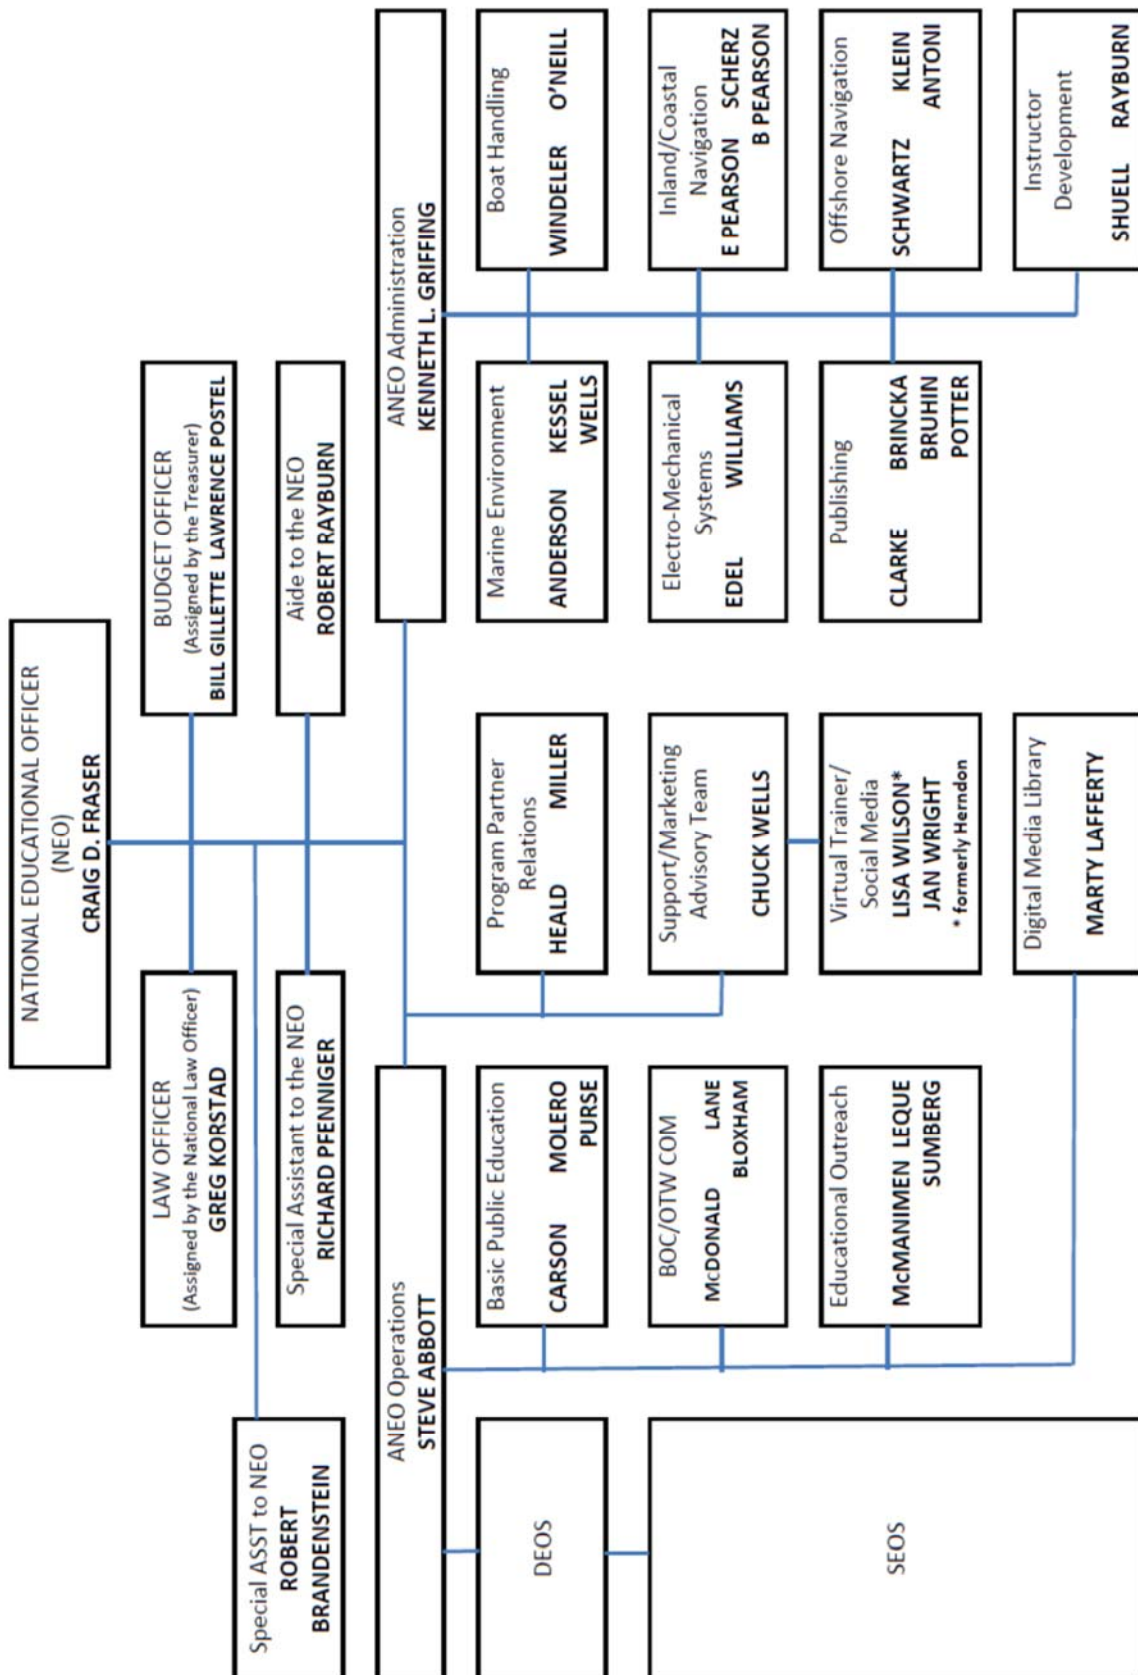 NATIONAL EDUCATIONAL OFFICER
(NEO)
CRAIG D. FRASER
LAW OFFICER
(Assigned by the National Law Officer)
GREG KORSTAD
BUDGET OFFICER
(Assigned by the Treasurer)
BILL GILLETTE LAWRENCE POSTEL
Special ASST to NEO
ROBERT
BRANDENSTEIN
Special Assistant to the NEO
RICHARD PFENNIGER
Aide to the NEO
ROBERT RAYBURN
ANEO Operations
STEVE ABBOTT
ANEO Administration
KENNETH L. GRIFFING
DEOS
Basic Public Education
CARSON MOLERO
PURSE
Program Partner
Relations
HEALD MILLER
Marine Environment
ANDERSON KESSEL
WELLS
Boat Handling
WINDELER O'NEILL
SEOS
BOC/OTW COM
McDONALD LANE
BLOXHAM
Support/Marketing
Advisory Team
CHUCK WELLS
Electro-Mechanical
Systems
EDEL WILLIAMS
Inland/Coastal
Navigation
E PEARSON SCHERZ
B PEARSON
Educational Outreach
McMANIMEN LEQUE
SUMBERG
Virtual Trainer/
Social Media
LISA WILSON*
JAN WRIGHT
* formerly Herndon
Publishing
CLARKE BRINCKA
BRUHIN
POTTER
Offshore Navigation
SCHWARTZ KLEIN
ANTONI
Digital Media Library
MARTY LAFFERTY
Instructor
Development
SHUELL RAYBURN